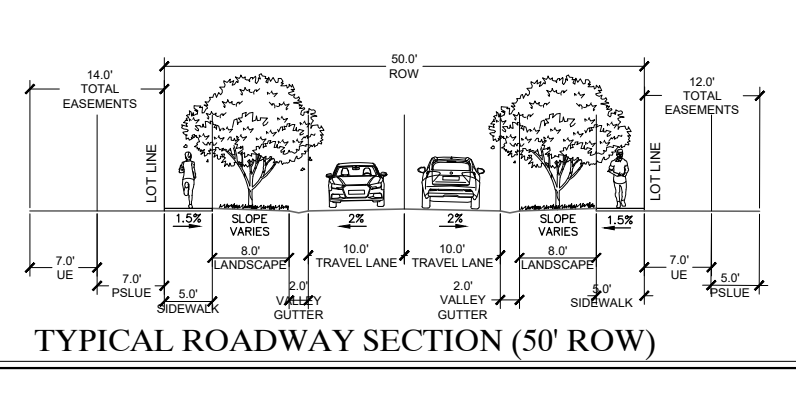 50.0'
ROW
14.0'
TOTAL
EASEMENTS
12.0'
TOTAL
EASEMENTS
LOT LINE
LOT LINE
1.5%
SLOPE
VARIES
2%
2%
SLOPE
VARIES
1.5%
7.0'
UE
8.0'
LANDSCAPE
10.0'
TRAVEL LANE
10.0'
TRAVEL LANE
8.0'
LANDSCAPE
7.0'
UE
7.0'
PSLUE
5.0'
SIDEWALK
2.0'
VALLEY
GUTTER
2.0'
VALLEY
GUTTER
5.0'
SIDEWALK
5.0'
PSLUE
TYPICAL ROADWAY SECTION (50' ROW)